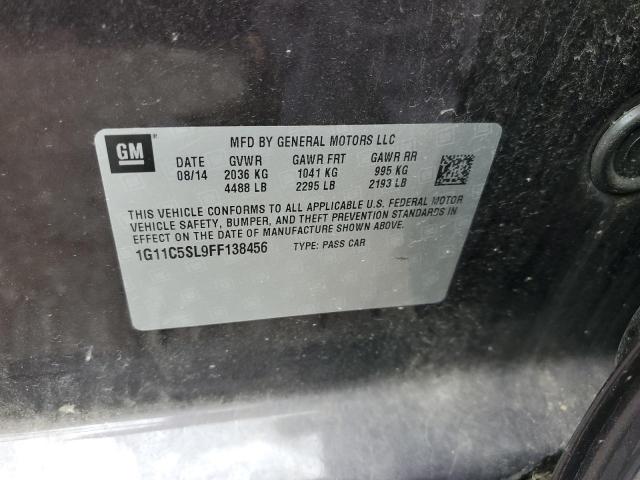 GM
MFD BY GENERAL MOTORS LLC
DATE GVWR GAWR FRT GAWR RR
08/14 2036 KG 1041 KG 995 KG
4488 LB 2295 LB 2193 LB
THIS VEHICLE CONFORMS TO ALL APPLICABLE U.S. FEDERAL MOTOR
VEHICLE SAFETY, BUMPER, AND THEFT PREVENTION STANDARDS IN
EFFECT ON THE DATE OF MANUFACTURE SHOWN ABOVE.
1G11C5SL9FF138456 TYPE: PASS CAR